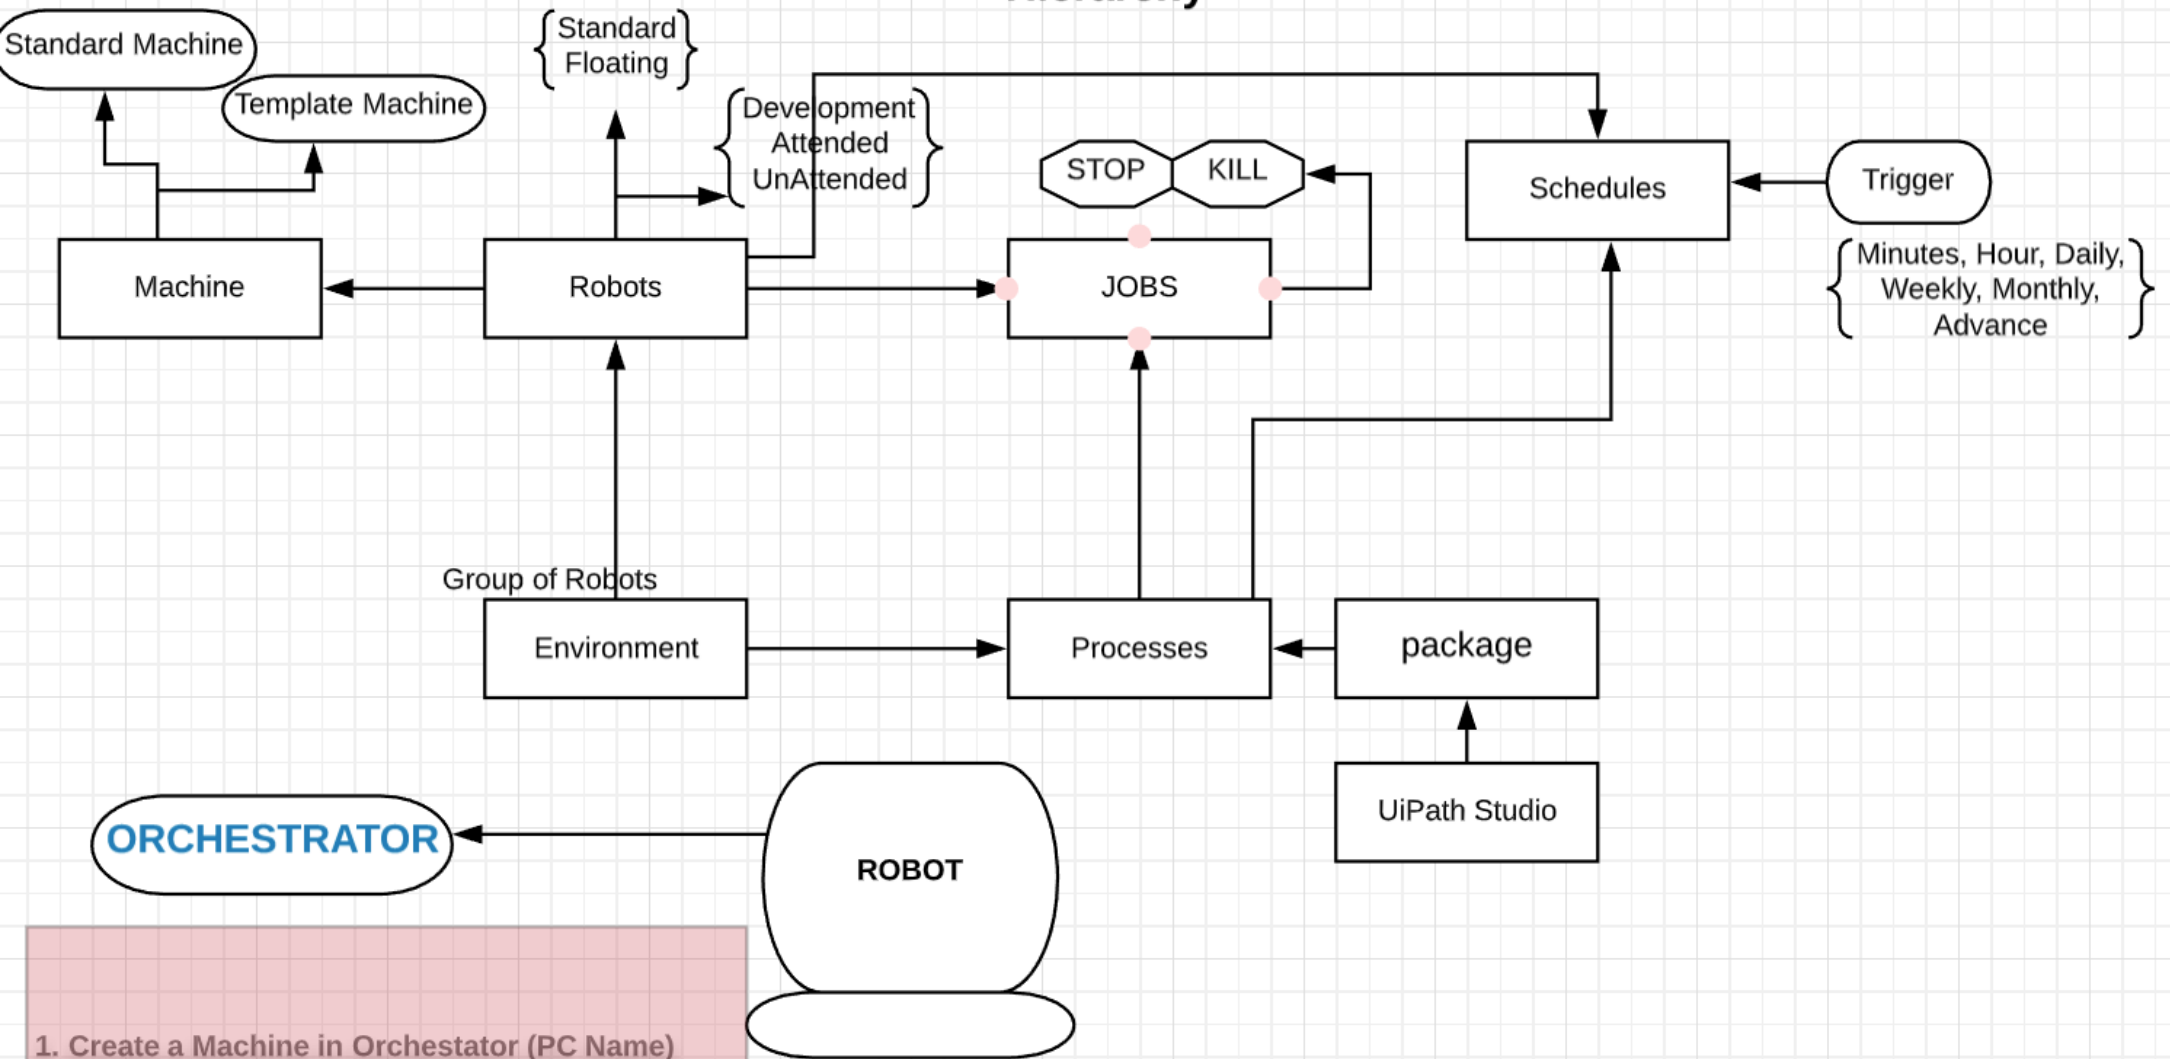 Hierarchy
Standard Machine
Template Machine
Standard
Floating
Development
Attended
UnAttended
STOP
KILL
Schedules
Trigger
Minutes, Hour, Daily,
Weekly, Monthly,
Advance
Machine
Robots
JOBS
Group of Robots
Environment
Processes
package
UiPath Studio
ORCHESTRATOR
ROBOT
1. Create a Machine in Orchestator (PC Name)